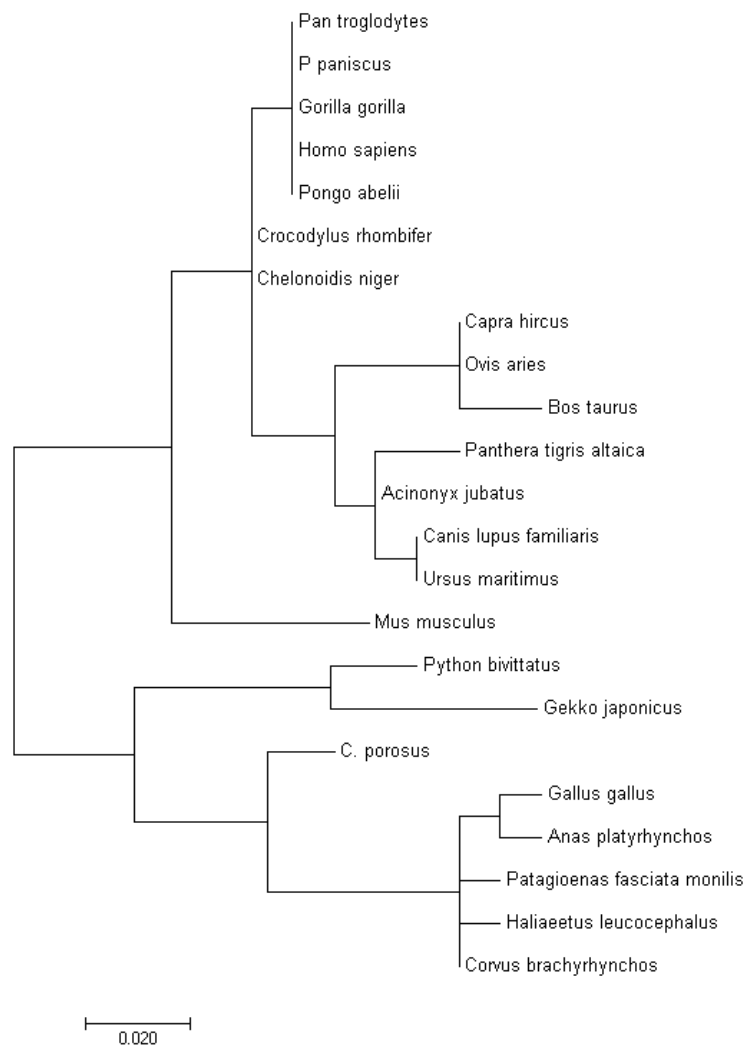 Pan troglodytes
P paniscus
Gorilla gorilla
Homo sapiens
Pongo abelii
Crocodylus rhombifer
Chelonoidis niger
Capra hircus
Ovis aries
Bos taurus
Panthera tigris altaica
Acinonyx jubatus
Canis lupus familiaris
Ursus maritimus
Mus musculus
Python bivittatus
Gekko japonicus
C. porosus
Gallus gallus
Anas platyrhynchos
Patagioenas fasciata monilis
Haliaeetus leucocephalus
Corvus brachyrhynchos
0.020